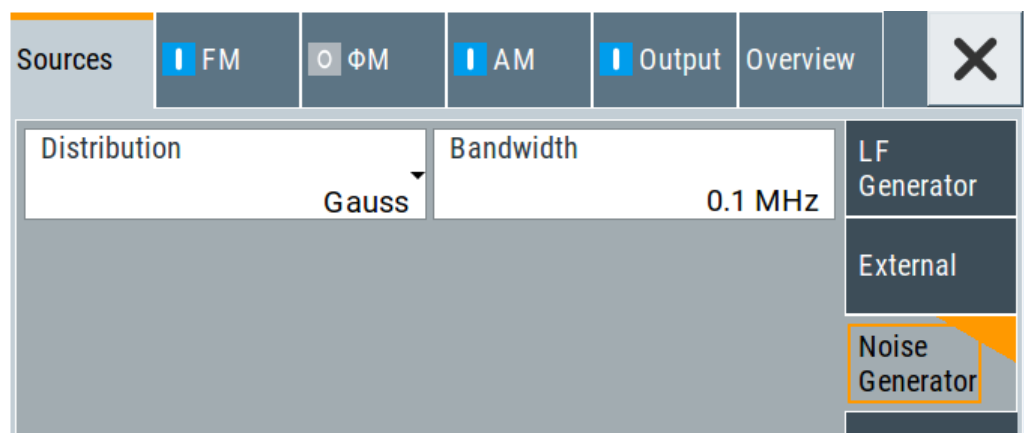 Sources
I FM
O ΦM
I AM
I Output
Overview
Distribution
Gauss
Bandwidth
0.1 MHz
LF
Generator
External
Noise
Generator